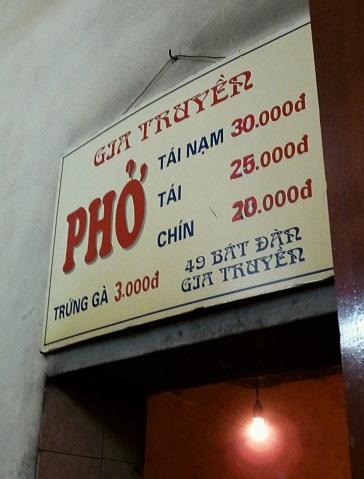 GIA TRUYỀN
PHỞ
TÁI NẠM 30.000đ
TÁI 25.000đ
CHÍN 20.000đ
TRỨNG GÀ 3.000đ
49 BÁT ĐÀN
GIA TRUYỀN